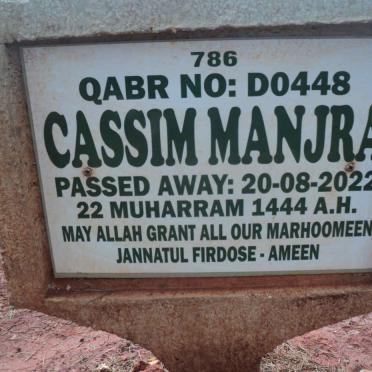 786
QABR NO: D0448
CASSIM MANJRA
PASSED AWAY: 20-08-2022
22 MUHARRAM 1444 A.H.
MAY ALLAH GRANT ALL OUR MARHOOMEEN
JANNATUL FIRDOSE - AMEEN